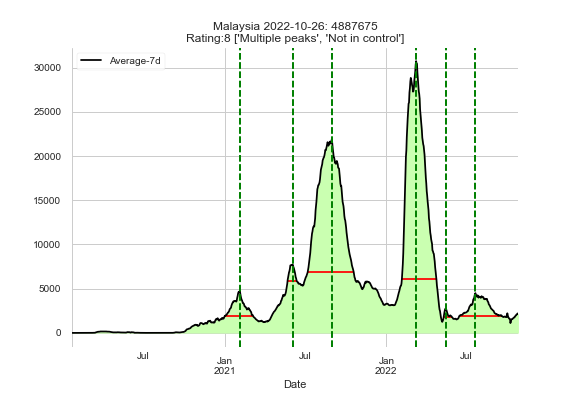 Malaysia 2022-10-26: 4887675
Rating:8 ['Multiple peaks', 'Not in control']
Average-7d
30000
25000
20000
15000
10000
5000
0
Jul
Jan
2021
Jul
Jan
2022
Jul
Date